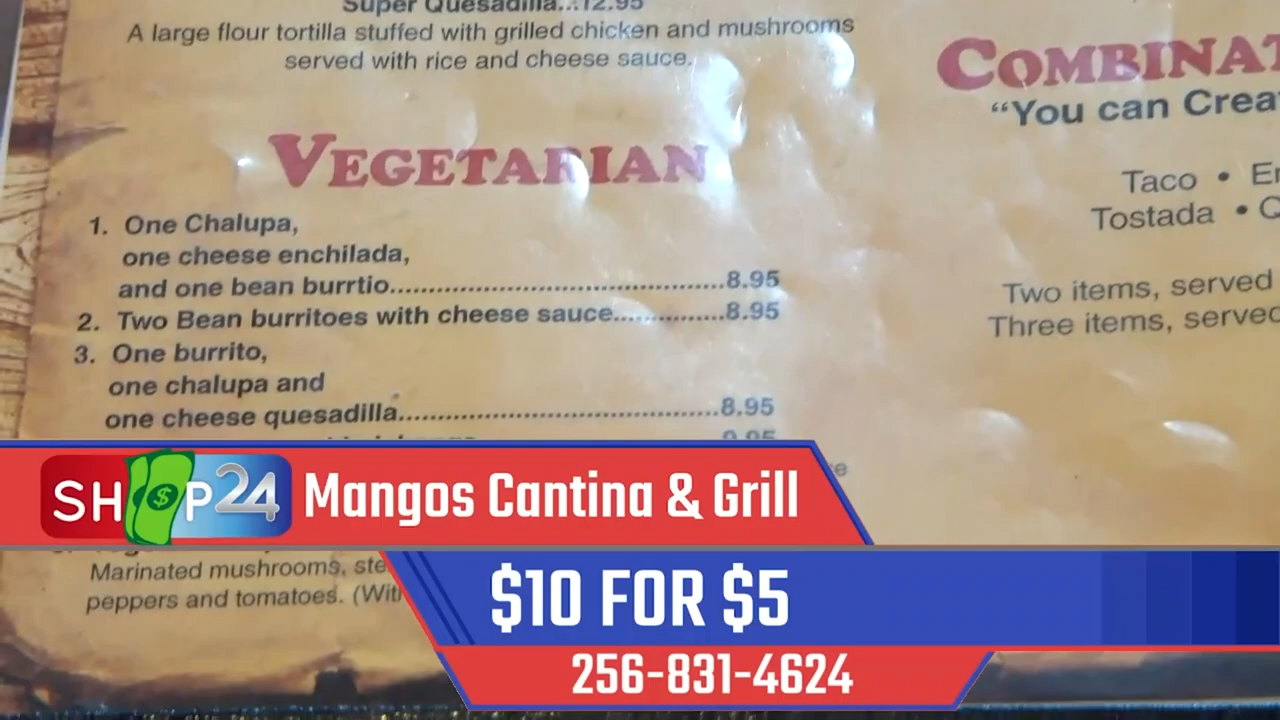 Super Quesadilla...12.95
A large flour tortilla stuffed with grilled chicken and mushrooms
served with rice and cheese sauce.
VEGETARIAN
1. One Chalupa,
one cheese enchilada,
and one bean burrtio..........................................8.95
2. Two Bean burritoes with cheese sauce..............8.95
3. One burrito,
one chalupa and
one cheese quesadilla........................................8.95
9.95
Marinated mushrooms,
peppers and tomatoes.
COMBINAT
"You can Crea
Taco •
Tostada •
Two items, served
Three items, served
SHOP24
Mangos Cantina & Grill
$10 FOR $5
256-831-4624